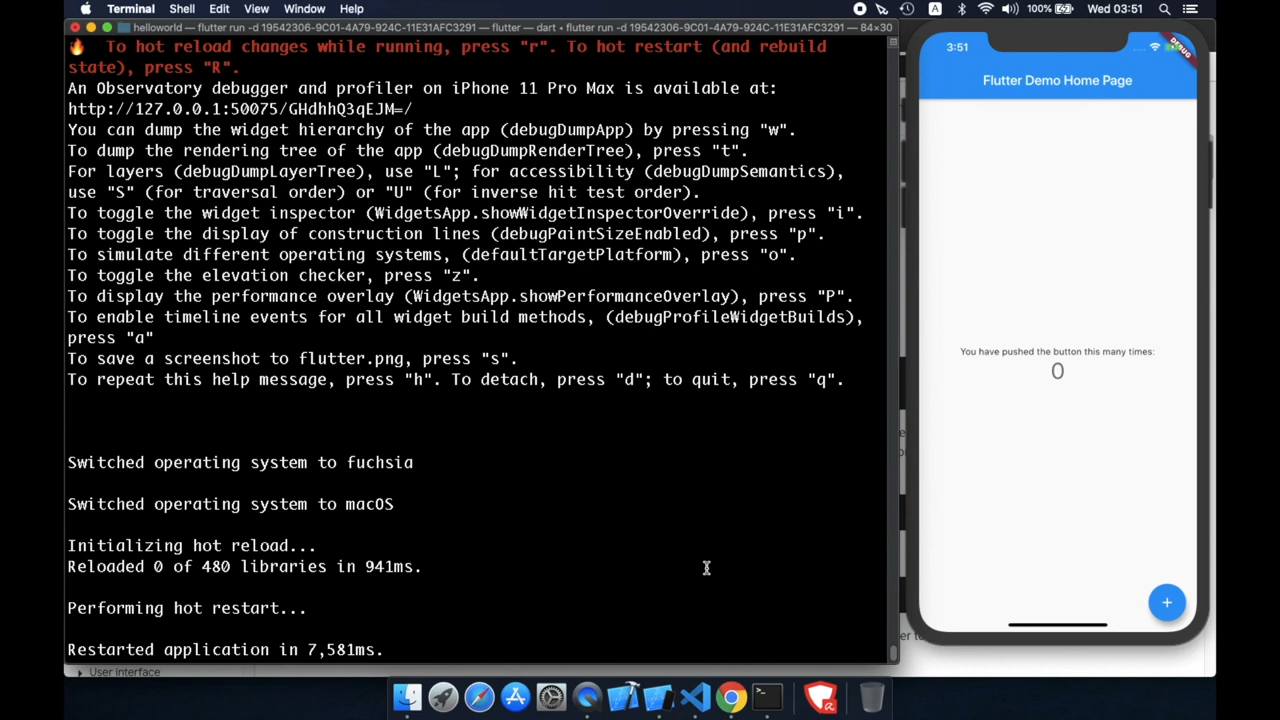 Terminal Shell Edit View Window Help
A 100% Wed 03:51
helloworld — flutter run -d 19542306-9C01-4A79-924C-11E31AFC3291 — flutter — dart ‹ flutter run -d 19542306-9C01-4A79-924C-11E31AFC3291 — 84×30
🔥 To hot reload changes while running, press "r". To hot restart (and rebuild
state), press "R".
An Observatory debugger and profiler on iPhone 11 Pro Max is available at:
http://127.0.0.1:50075/GHdhhQ3qEJM=/
You can dump the widget hierarchy of the app (debugDumpApp) by pressing "w".
To dump the rendering tree of the app (debugDumpRenderTree), press "t".
For layers (debugDumpLayerTree), use "L"; for accessibility (debugDumpSemantics),
use "S" (for traversal order) or "U" (for inverse hit test order).
To toggle the widget inspector (WidgetsApp.showWidgetInspectorOverride), press "i".
To toggle the display of construction lines (debugPaintSizeEnabled), press "p".
To simulate different operating systems, (defaultTargetPlatform), press "o".
To toggle the elevation checker, press "z".
To display the performance overlay (WidgetsApp.showPerformanceOverlay), press "P".
To enable timeline events for all widget build methods, (debugProfileWidgetBuilds),
press "a"
To save a screenshot to flutter.png, press "s".
To repeat this help message, press "h". To detach, press "d"; to quit, press "q".
Switched operating system to fuchsia
Switched operating system to macOS
Initializing hot reload...
Reloaded 0 of 480 libraries in 941ms.
Performing hot restart...
Restarted application in 7,581ms.
User interface
3:51
DEBUG
Flutter Demo Home Page
You have pushed the button this many times:
0
+